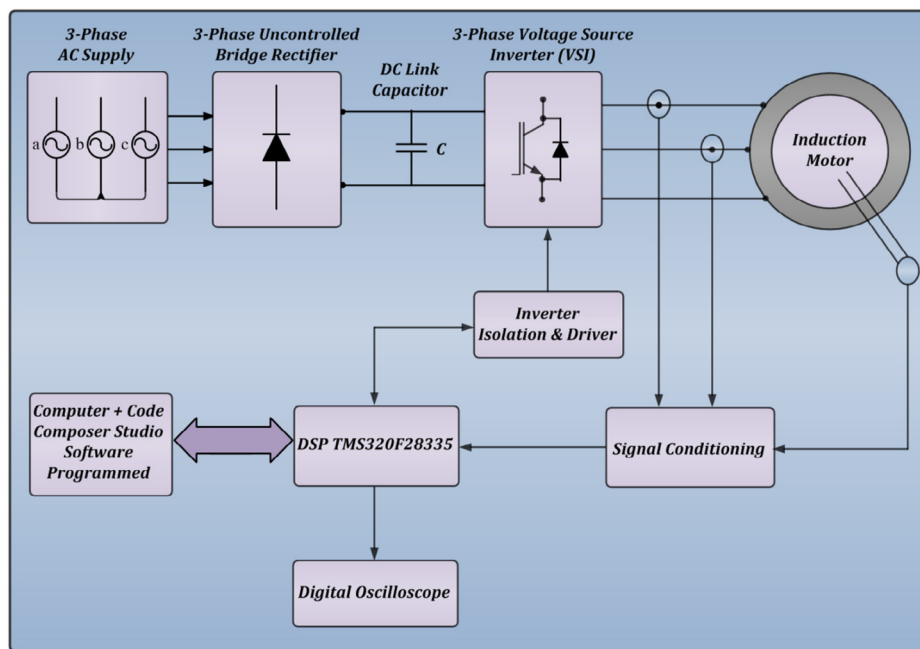 3-Phase
AC Supply
3-Phase Uncontrolled
Bridge Rectifier
DC Link
Capacitor
3-Phase Voltage Source
Inverter (VSI)
a
b
c
C
Induction
Motor
Inverter
Isolation & Driver
Computer + Code
Composer Studio
Software
Programmed
DSP TMS320F28335
Signal Conditioning
Digital Oscilloscope